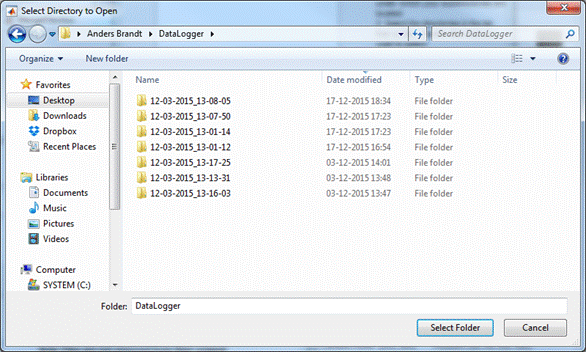 Select Directory to Open
Anders Brandt DataLogger Search DataLogger
Organize New folder
Favorites
Desktop
Downloads
Dropbox
Recent Places
Libraries
Documents
Music
Pictures
Videos
Computer
SYSTEM (C:)
Name Date modified Type Size
12-03-2015_13-08-05 17-12-2015 18:34 File folder
12-03-2015_13-07-50 17-12-2015 17:23 File folder
12-03-2015_13-01-14 17-12-2015 17:23 File folder
12-03-2015_13-01-12 17-12-2015 16:54 File folder
12-03-2015_13-17-25 03-12-2015 14:01 File folder
12-03-2015_13-13-31 03-12-2015 13:48 File folder
12-03-2015_13-16-03 03-12-2015 13:47 File folder
Folder: DataLogger
Select Folder Cancel